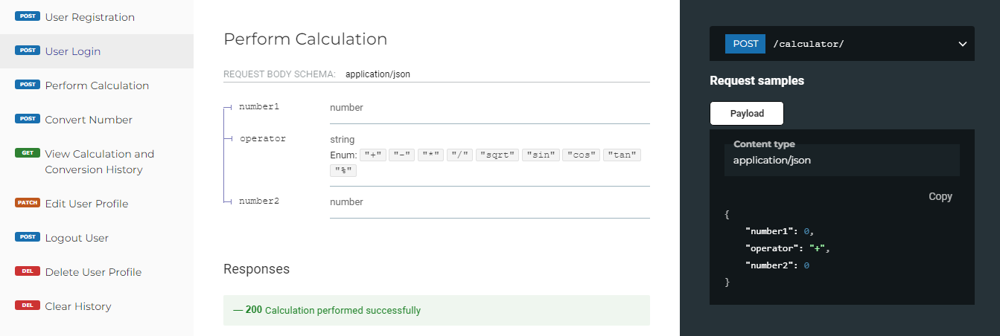 POST User Registration
POST User Login
POST Perform Calculation
POST Convert Number
GET View Calculation and
Conversion History
PATCH Edit User Profile
POST Logout User
DEL Delete User Profile
DEL Clear History
Perform Calculation
REQUEST BODY SCHEMA: application/json
number1 number
operator string
Enum: "+" "-" "*" "/" "sqrt" "sin" "cos" "tan"
"%"
number2 number
Responses
— 200 Calculation performed successfully
POST /calculator/
Request samples
Payload
Content type
application/json
Copy
{
"number1": 0,
"operator": "+",
"number2": 0
}